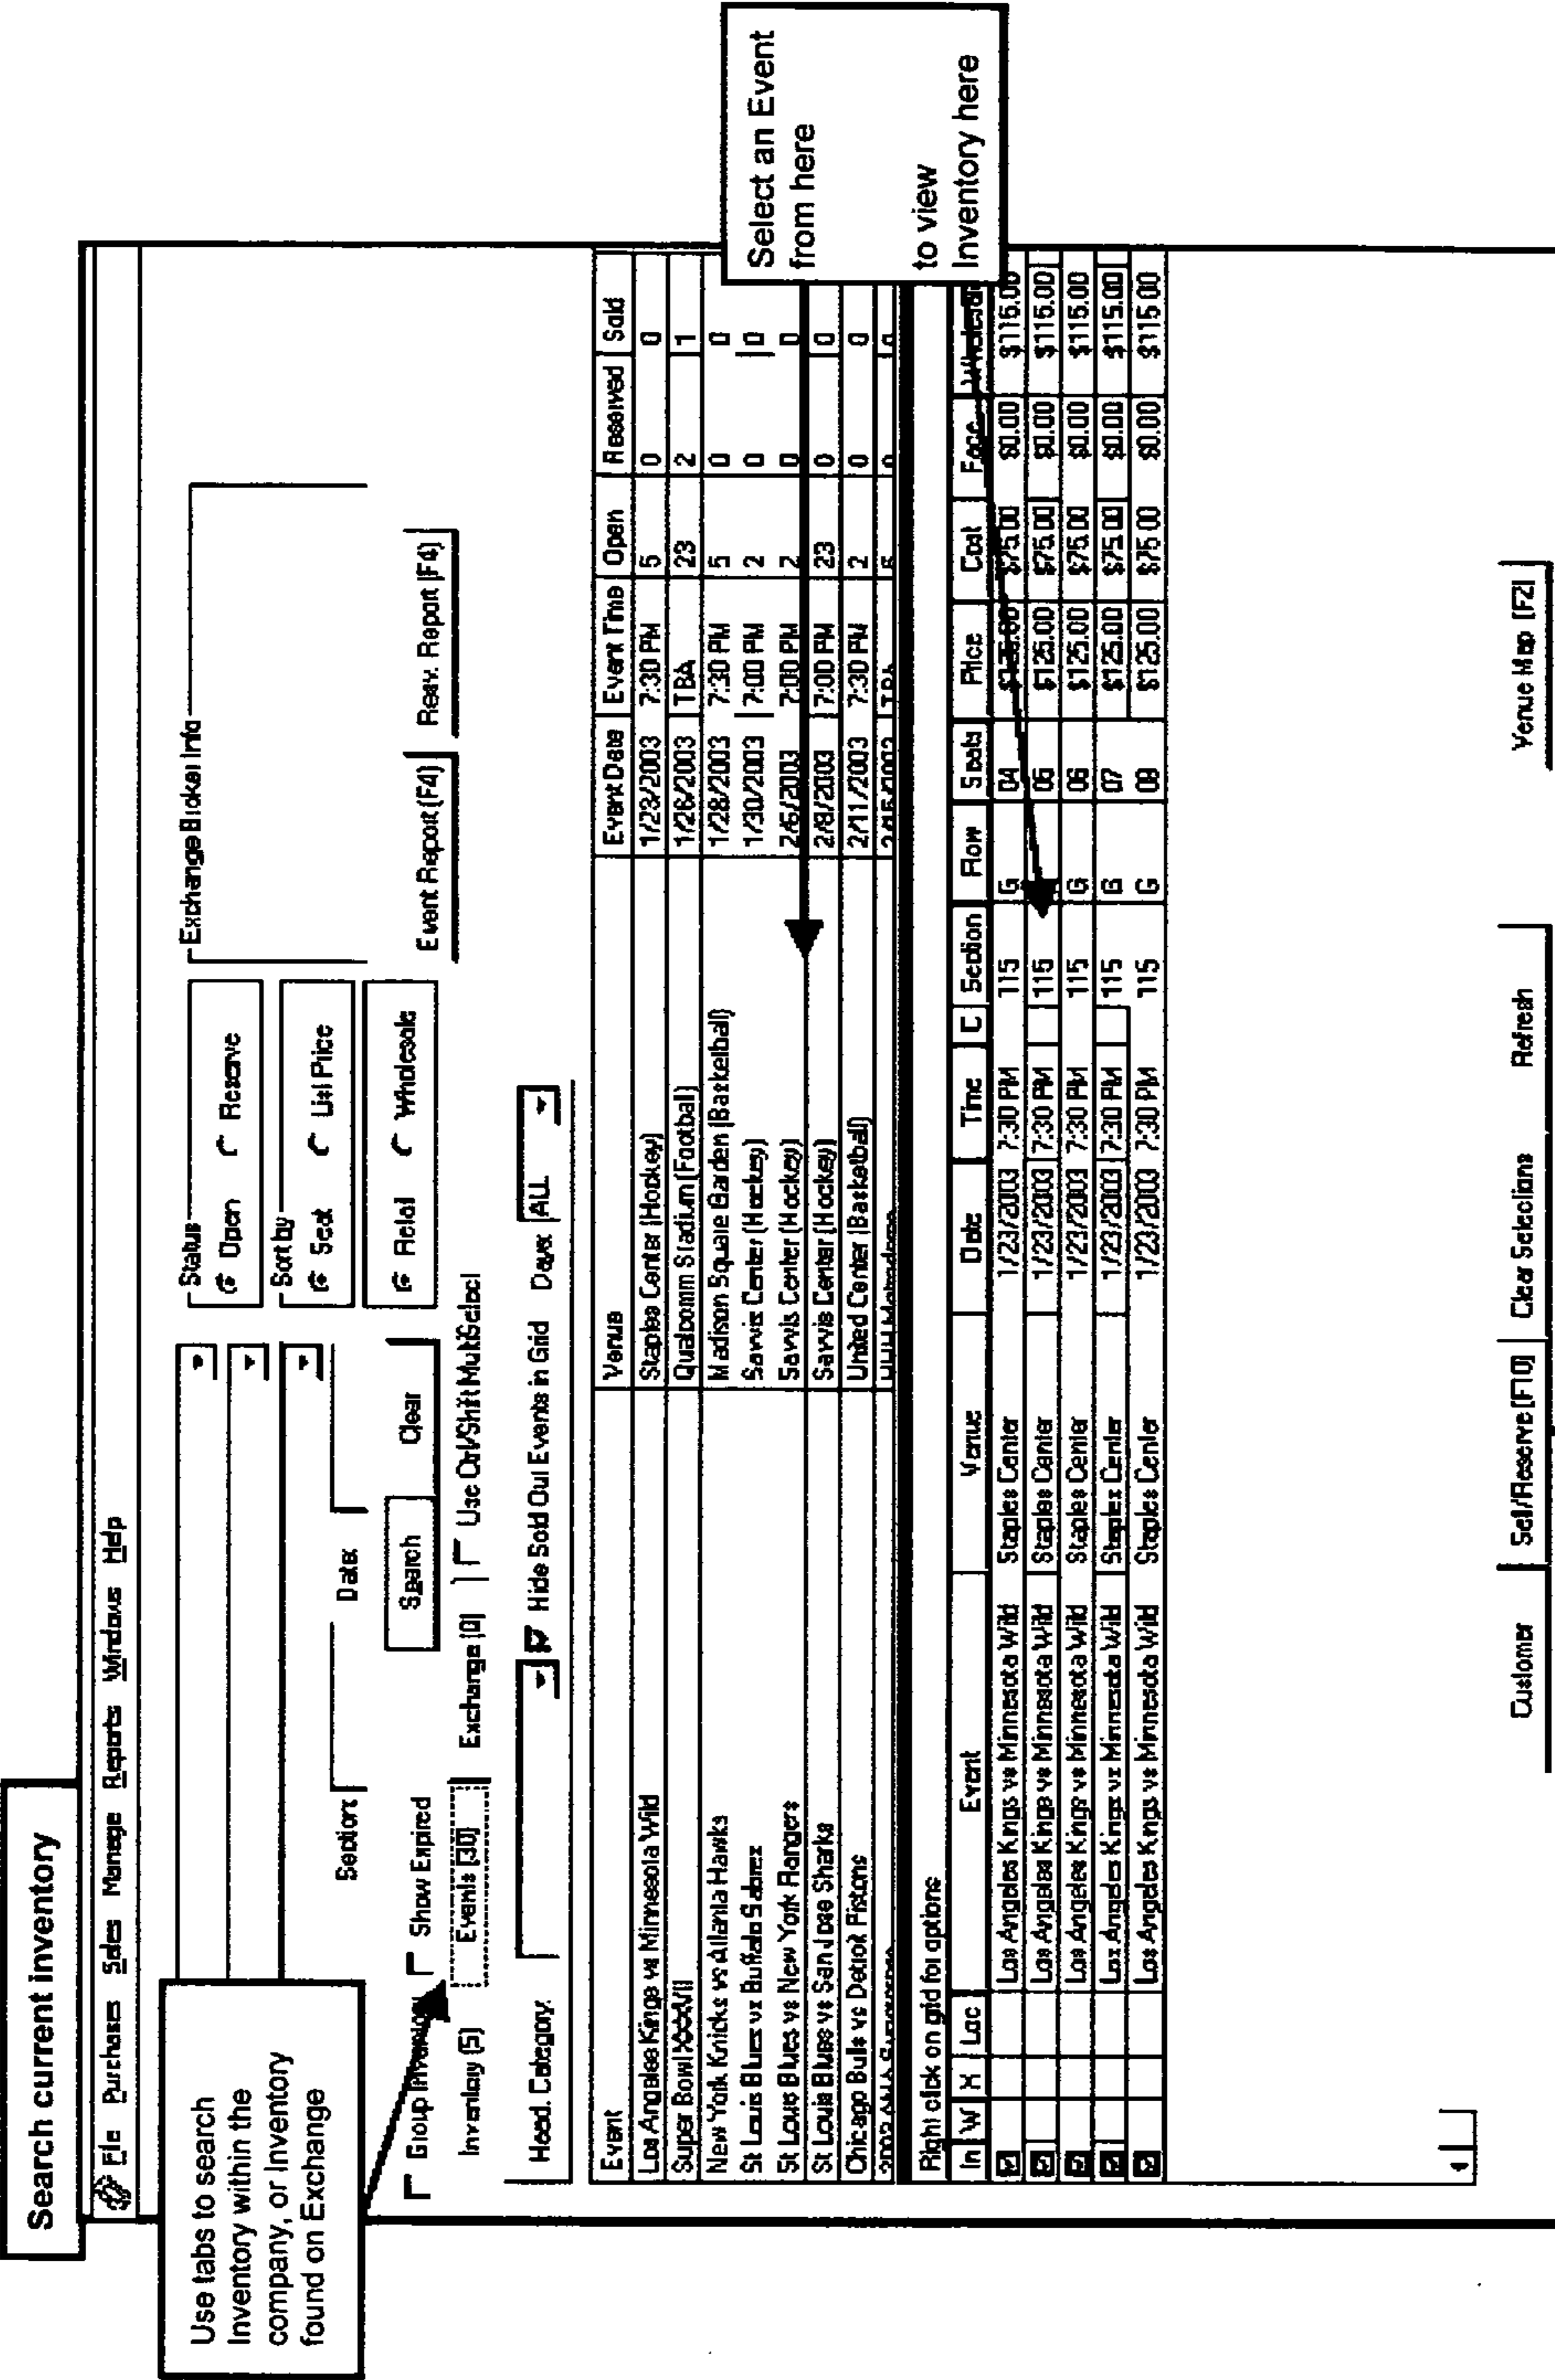 Search current inventory
File Purchases Sales Manage Reports Windows Help
Use tabs to search
Inventory within the
company, or Inventory
found on Exchange
Section: Date:
Search Clear
Status
Open Reserve
Sort by
Seat List Price
Retail Wholesale
Exchange Broker Info
Event Report (F4) Resv. Report (F4)
Group Inventory Show Expired
Inventory (5) Events [30] Exchange [0] Use Ctrl/Shift MultiSelect
Head. Category: Hide Sold Out Events in Grid Days: ALL
Event Venue Event Date Event Time Open Reserved Sold
Los Angeles Kings vs Minnesota Wild Staples Center (Hockey) 1/23/2003 7:30 PM 5 0 0
Super Bowl XXXVII Qualcomm Stadium (Football) 1/26/2003 TBA 23 2 1
New York Knicks vs Atlanta Hawks Madison Square Garden (Basketball) 1/28/2003 7:30 PM 5 0 0
St Louis Blues vs Buffalo Sabres Savvis Center (Hockey) 1/30/2003 7:00 PM 2 0 0
St Louis Blues vs New York Rangers Savvis Center (Hockey) 2/6/2003 7:00 PM 2 0 0
St Louis Blues vs San Jose Sharks Savvis Center (Hockey) 2/8/2003 7:00 PM 23 0 0
Chicago Bulls vs Detroit Pistons United Center (Basketball) 2/11/2003 7:30 PM 2 0 0
Select an Event
from here
to view
Inventory here
Right click on grid for options
In W X Loc Event Venue Date Time C Section Row Seats Price Cost Face
Los Angeles Kings vs Minnesota Wild Staples Center 1/23/2003 7:30 PM 115 G 04 $75.00 $0.00 $115.00
Los Angeles Kings vs Minnesota Wild Staples Center 1/23/2003 7:30 PM 115 05 $125.00 $75.00 $0.00 $115.00
Los Angeles Kings vs Minnesota Wild Staples Center 1/23/2003 7:30 PM 115 G 06 $125.00 $75.00 $0.00 $115.00
Los Angeles Kings vs Minnesota Wild Staples Center 1/23/2003 7:30 PM 115 G 07 $125.00 $75.00 $0.00 $115.00
Los Angeles Kings vs Minnesota Wild Staples Center 1/23/2003 7:30 PM 115 G 08 $125.00 $75.00 $0.00 $115.00
Customer Sell/Reserve [F10] Clear Selections Refresh Venue Map [F2]